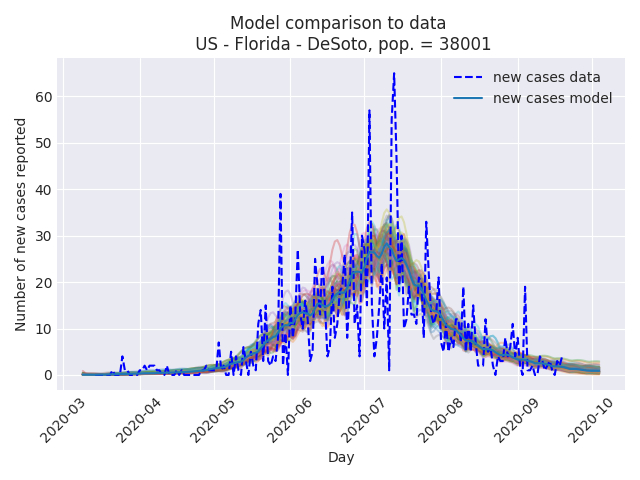 Model comparison to data
US - Florida - DeSoto, pop. = 38001
new cases data
new cases model
Number of new cases reported
60
50
40
30
20
10
0
2020-03
2020-04
2020-05
2020-06
2020-07
2020-08
2020-09
2020-10
Day